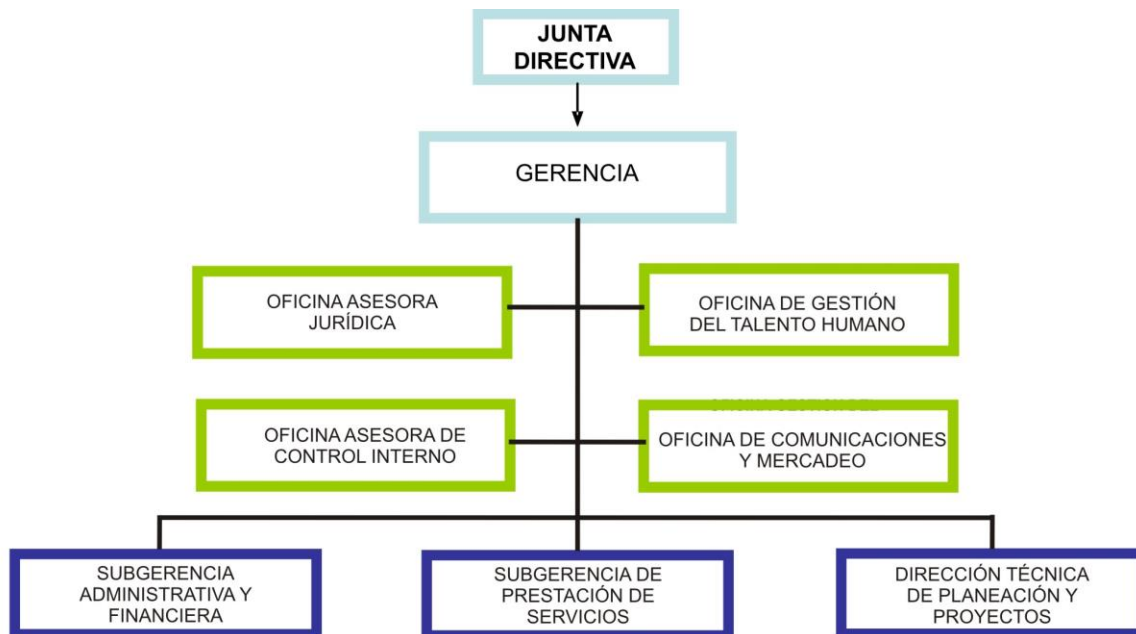 JUNTA
DIRECTIVA
GERENCIA
OFICINA ASESORA
JURÍDICA
OFICINA DE GESTIÓN
DEL TALENTO HUMANO
OFICINA ASESORA DE
CONTROL INTERNO
OFICINA DE COMUNICACIONES
Y MERCADEO
SUBGERENCIA
ADMINISTRATIVA Y
FINANCIERA
SUBGERENCIA DE
PRESTACIÓN DE
SERVICIOS
DIRECCIÓN TÉCNICA
DE PLANEACIÓN Y
PROYECTOS